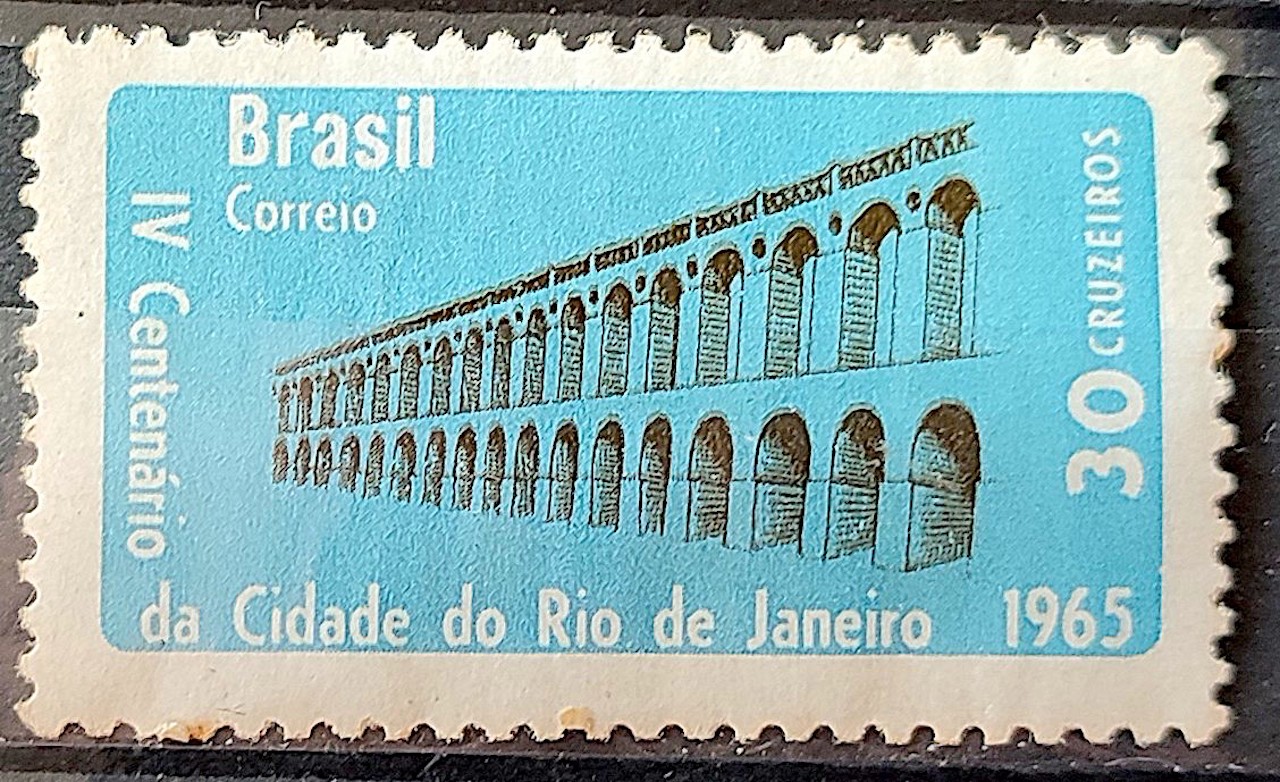 Brasil
Correio
IV Centenário
da Cidade do Rio de Janeiro 1965
30 CRUZEIROS